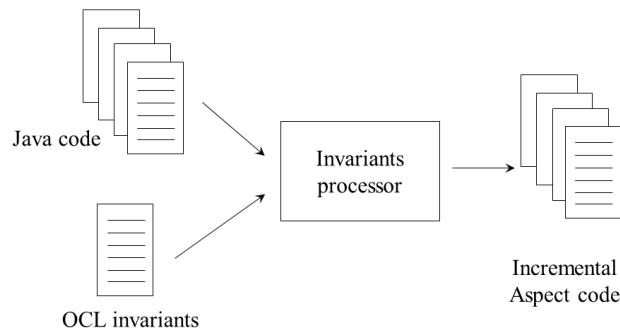 Java code
Invariants
processor
OCL invariants
Incremental
Aspect code